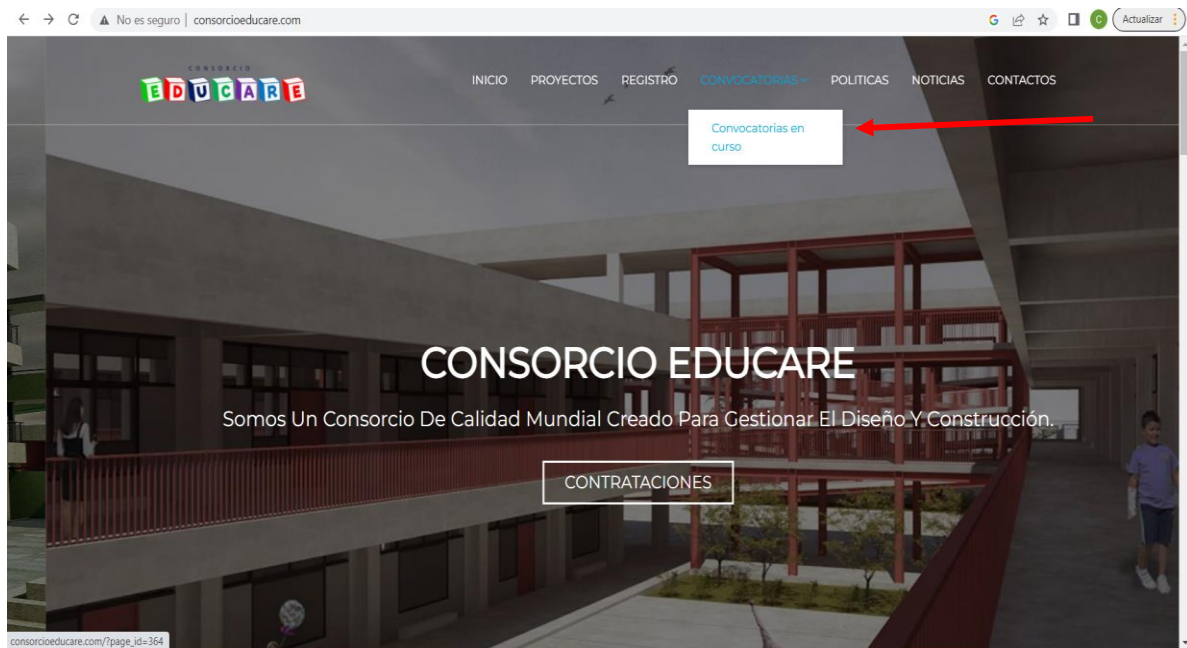 No es seguro | consorcioeducare.com
G
C
Actualizar
CONSORCIO
EDUCARE
INICIO PROYECTOS REGISTRO CONVOCATORIAS POLITICAS NOTICIAS CONTACTOS
Convocatorias en
curso
CONSORCIO EDUCARE
Somos Un Consorcio De Calidad Mundial Creado Para Gestionar El Diseño Y Construcción.
CONTRATACIONES
consorcioeducare.com/?page_id=364